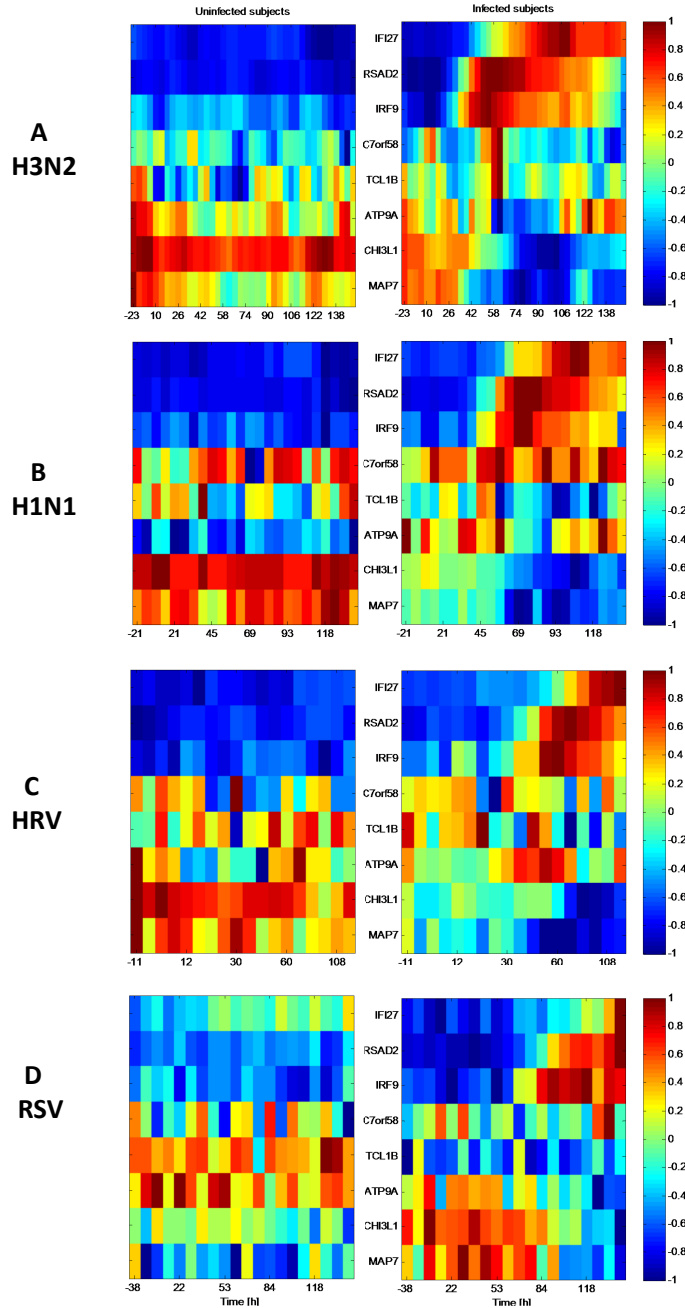 Uninfected subjects
Infected subjects
A
H3N2
IFI27
RSAD2
IRF9
C7orf58
TCL1B
ATP9A
CHI3L1
MAP7
1
0.8
0.6
0.4
0.2
0
-0.2
-0.4
-0.6
-0.8
-1
-23 10 26 42 58 74 90 106 122 138
-23 10 26 42 58 74 90 106 122 138
B
H1N1
IFI27
RSAD2
IRF9
C7orf58
TCL1B
ATP9A
CHI3L1
MAP7
1
0.8
0.6
0.4
0.2
0
-0.2
-0.4
-0.6
-0.8
-1
-21 21 45 69 93 118
-21 21 45 69 93 118
C
HRV
IFI27
RSAD2
IRF9
C7orf58
TCL1B
ATP9A
CHI3L1
MAP7
1
0.8
0.6
0.4
0.2
0
-0.2
-0.4
-0.6
-0.8
-1
-11 12 30 60 108
-11 12 30 60 108
D
RSV
IFI27
RSAD2
IRF9
C7orf58
TCL1B
ATP9A
CHI3L1
MAP7
1
0.8
0.6
0.4
0.2
0
-0.2
-0.4
-0.6
-0.8
-1
-38 22 53 84 118
-38 22 53 84 118
Time [h]
Time [h]